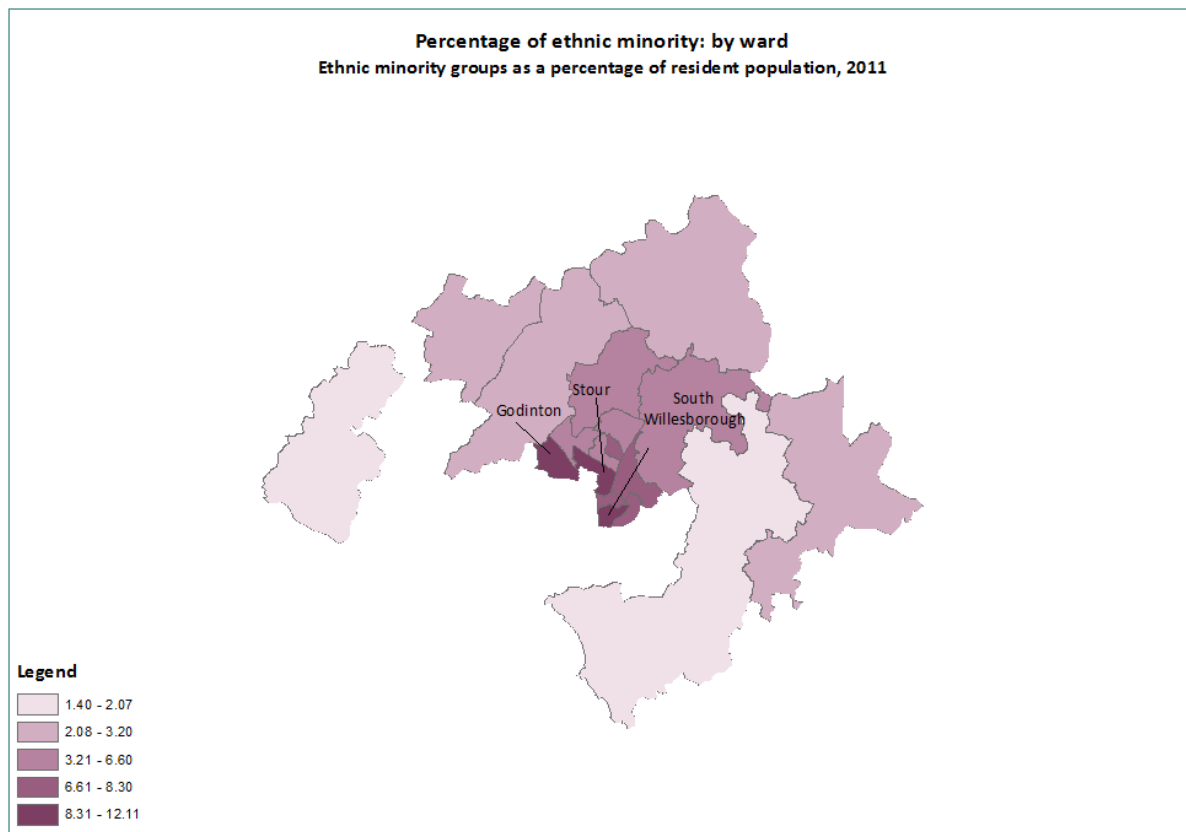 Percentage of ethnic minority: by ward
Ethnic minority groups as a percentage of resident population, 2011
Stour
South
Willesborough
Godinton
Legend
1.40 - 2.07
2.08 - 3.20
3.21 - 6.60
6.61 - 8.30
8.31 - 12.11